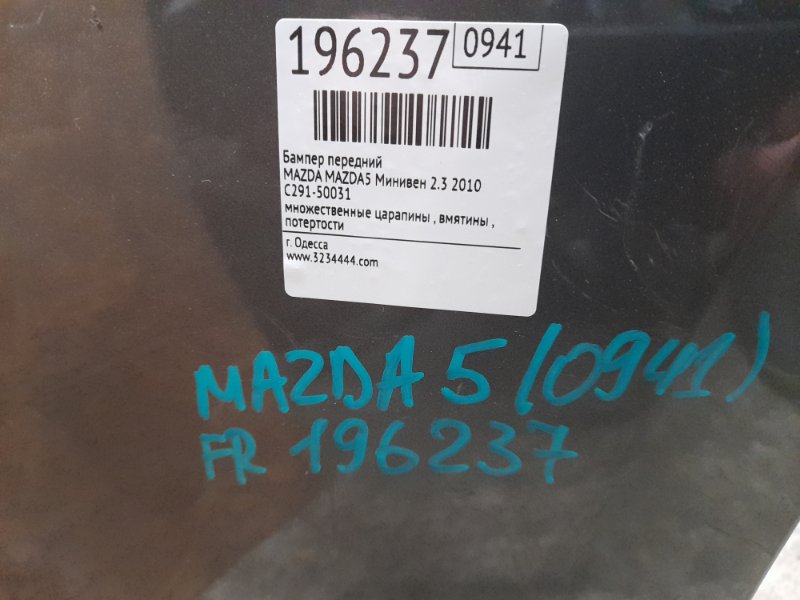 196237 0941
Бампер передний
MAZDA MAZDA5 Минивен 2.3 2010
C291-50031
множественные царапины , вмятины ,
потертости
г. Одесса
www.3234444.com
MAZDA 5 (0941)
FR 196237